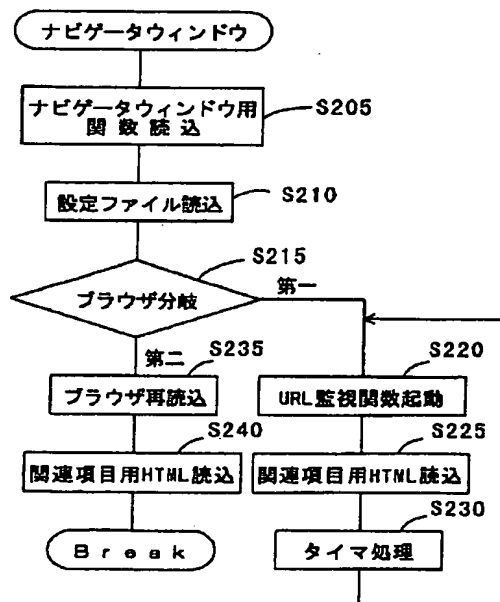 ナビゲータウィンドウ
ナビゲータウィンドウ用
関数読込
S205
設定ファイル読込
S210
ブラウザ分岐
S215
第一
第二
S235
ブラウザ再読込
S240
関連項目用HTML読込
Break
S220
URL監視関数起動
S225
関連項目用HTML読込
S230
タイマ処理